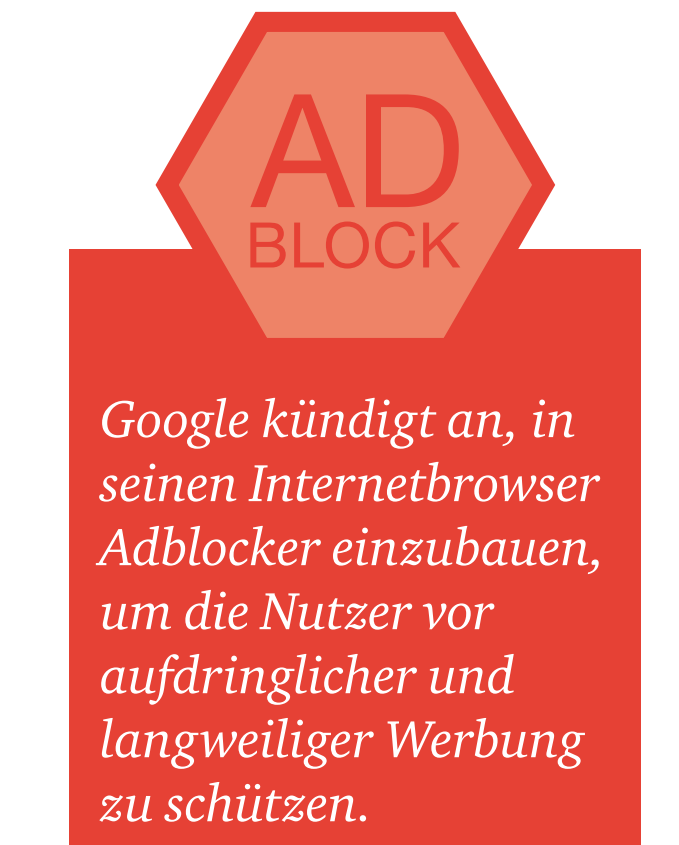 AD
BLOCK
Google kündigt an, in
seinen Internetbrowser
Adblocker einzubauen,
um die Nutzer vor
aufdringlicher und
langweiliger Werbung
zu schützen.